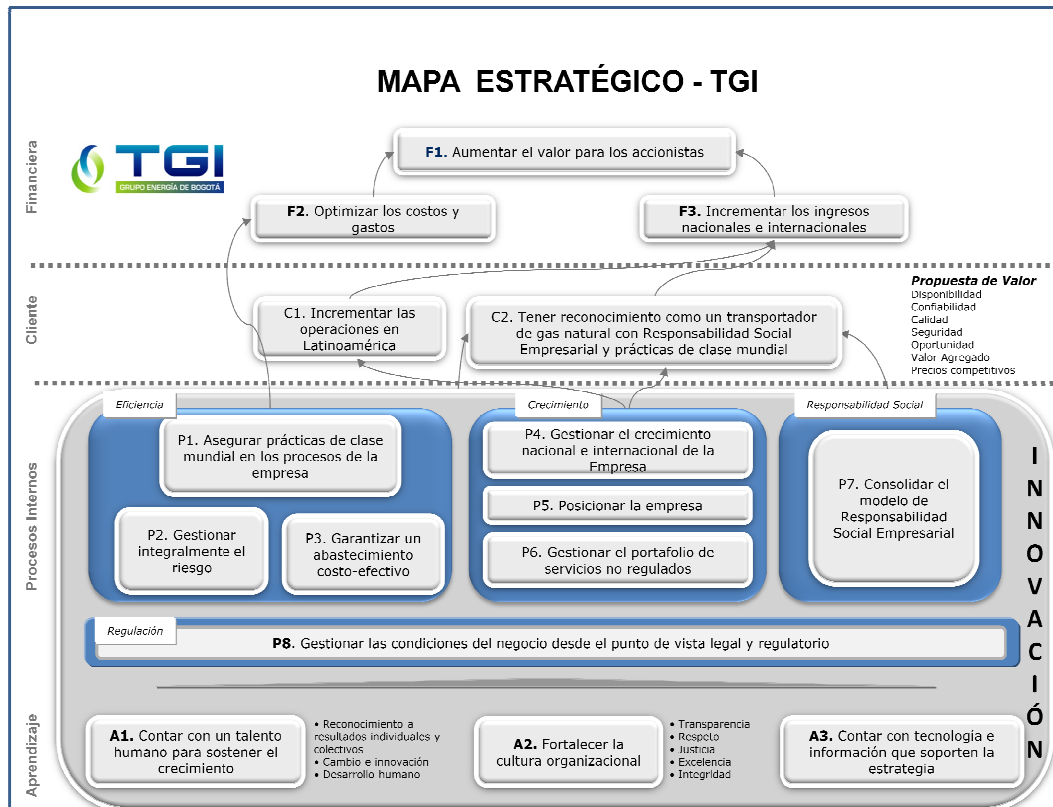 MAPA ESTRATÉGICO - TGI
Financiera
TGI
GRUPO ENERGÍA DE BOGOTÁ
F1. Aumentar el valor para los accionistas
F2. Optimizar los costos y
gastos
F3. Incrementar los ingresos
nacionales e internacionales
Cliente
C1. Incrementar las
operaciones en
Latinoamérica
C2. Tener reconocimiento como un transportador
de gas natural con Responsabilidad Social
Empresarial y prácticas de clase mundial
Propuesta de Valor
Disponibilidad
Confiabilidad
Calidad
Seguridad
Oportunidad
Valor Agregado
Precios competitivos
Procesos Internos
Eficiencia
P1. Asegurar prácticas de clase
mundial en los procesos de la
empresa
P2. Gestionar
integralmente el
riesgo
P3. Garantizar un
abastecimiento
costo-efectivo
Crecimiento
P4. Gestionar el crecimiento
nacional e internacional de la
Empresa
P5. Posicionar la empresa
P6. Gestionar el portafolio de
servicios no regulados
Responsabilidad Social
P7. Consolidar el
modelo de
Responsabilidad
Social Empresarial
INNOVACIÓN
Regulación
P8. Gestionar las condiciones del negocio desde el punto de vista legal y regulatorio
Aprendizaje
A1. Contar con un talento
humano para sostener el
crecimiento
• Reconocimiento a
resultados individuales y
colectivos
• Cambio e innovación
• Desarrollo humano
A2. Fortalecer la
cultura organizacional
• Transparencia
• Respeto
• Justicia
• Excelencia
• Integridad
A3. Contar con tecnología e
información que soporten la
estrategia